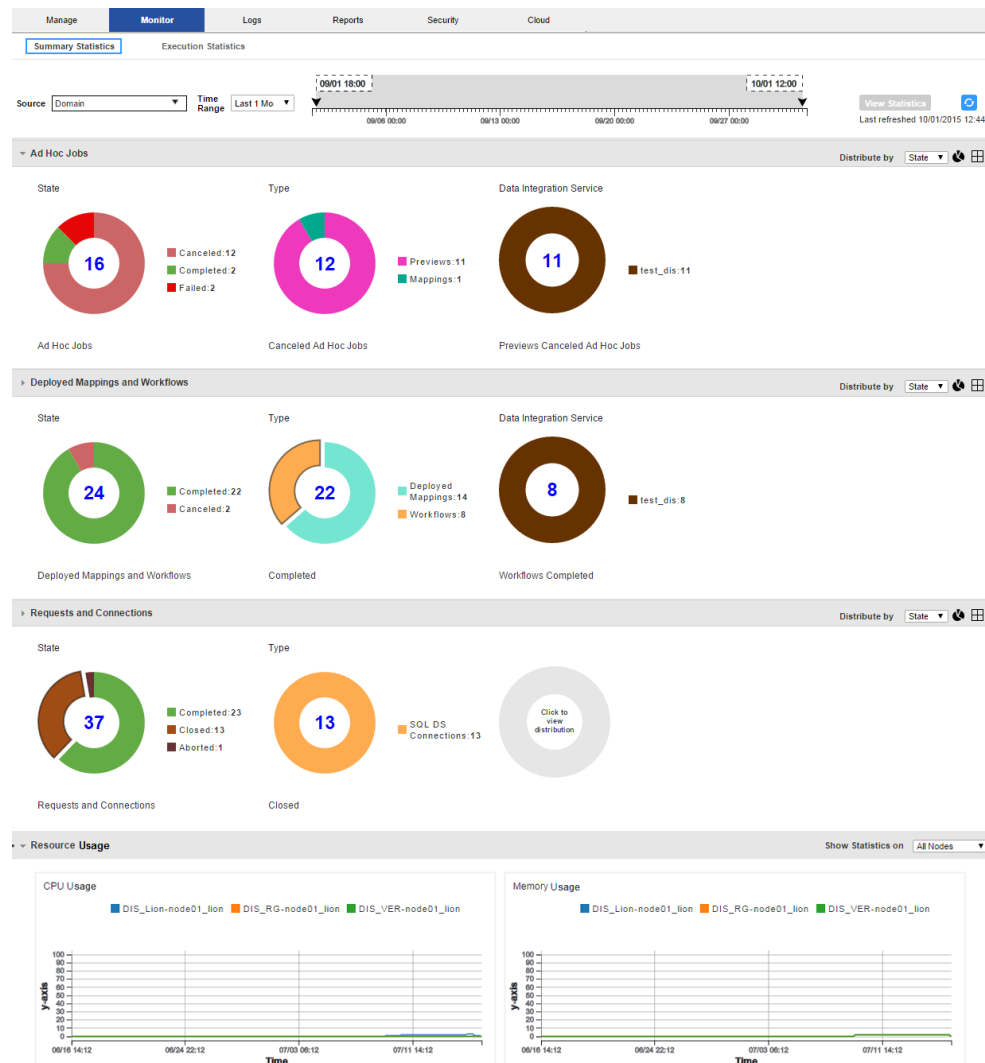 Manage Monitor Logs Reports Security Cloud
Summary Statistics Execution Statistics
09/01 18:00 10/01 12:00
Source Domain Time Range Last 1 Mo View Statistics
09/06 00:00 09/13 00:00 09/20 00:00 09/27 00:00
Last refreshed 10/01/2015 12:44
Ad Hoc Jobs Distribute by State
State Type Data Integration Service
16 Canceled:12
Completed:2
Failed:2
12 Previews:11
Mappings:1
11 test_dis:11
Ad Hoc Jobs Canceled Ad Hoc Jobs Previews Canceled Ad Hoc Jobs
Deployed Mappings and Workflows Distribute by State
State Type Data Integration Service
24 Completed:22
Canceled:2
22 Deployed
Mappings:14
Workflows:8
8 test_dis:8
Deployed Mappings and Workflows Completed Workflows Completed
Requests and Connections Distribute by State
State Type
37 Completed:23
Closed:13
Aborted:1
13 SQL DS
Connections:13
Click to
view
distribution
Requests and Connections Closed
Resource Usage Show Statistics on All Nodes
CPU Usage
DIS_Lion-node01_lion DIS_RG-node01_lion DIS_VER-node01_lion
y-axis
100
90
80
70
60
50
40
30
20
10
0
06/16 14:12 06/24 22:12 07/03 06:12 07/11 14:12
Time
Memory Usage
DIS_Lion-node01_lion DIS_RG-node01_lion DIS_VER-node01_lion
y-axis
100
90
80
70
60
50
40
30
20
10
0
06/16 14:12 06/24 22:12 07/03 06:12 07/11 14:12
Time